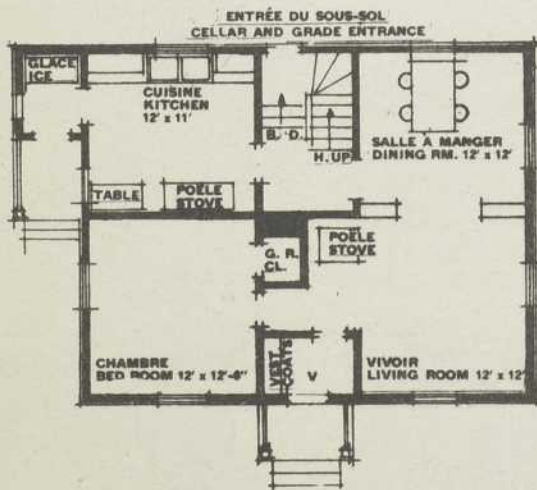 ENTRÉE DU SOUS-SOL
CELLAR AND GRADE ENTRANCE
GLACE
ICE
CUISINE
KITCHEN
12' x 11'
B. D.
H. UP
SALLE À MANGER
DINING RM. 12' x 12'
TABLE
POÊLE
STOVE
G. R.
CL.
POÊLE
STOVE
CHAMBRE
BED ROOM 12' x 12'-6"
VEST.
COATS
V
VIVOIR
LIVING ROOM 12' x 12'